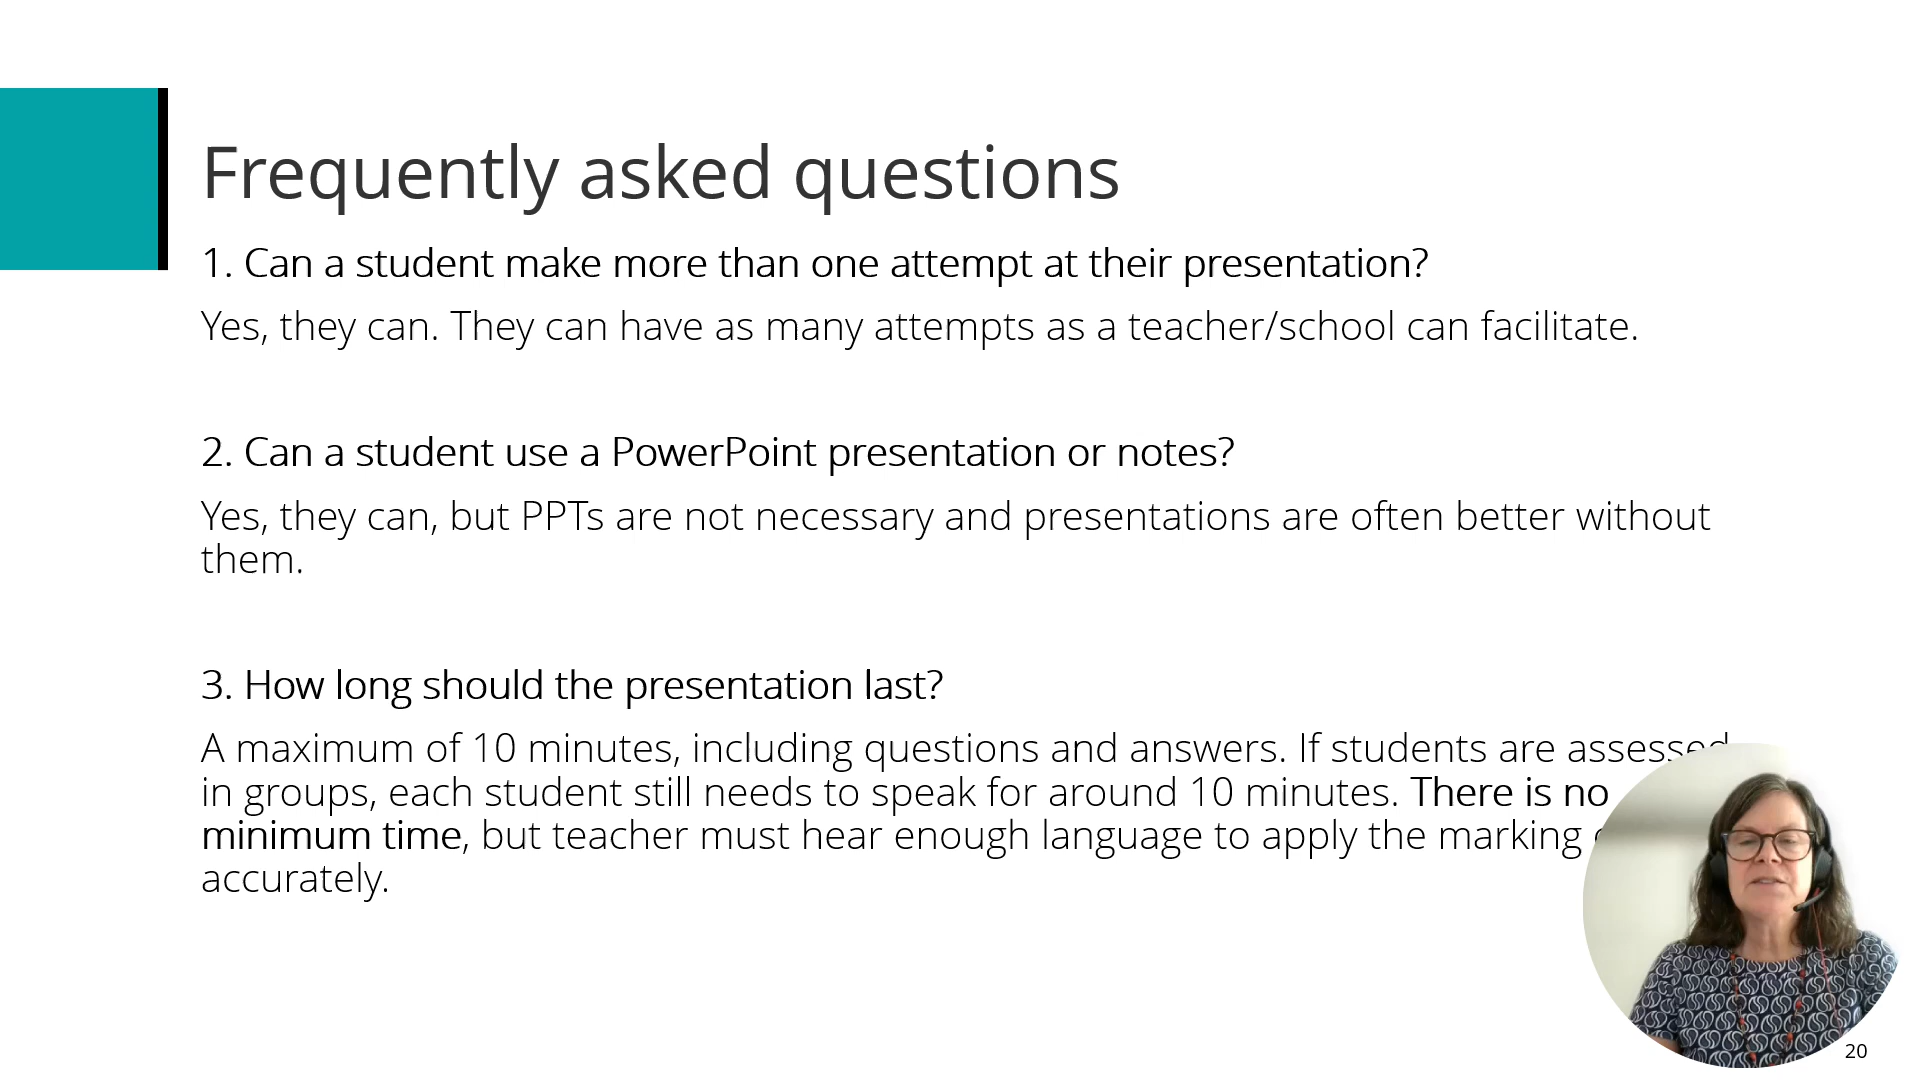 Frequently asked questions
1. Can a student make more than one attempt at their presentation?
Yes, they can. They can have as many attempts as a teacher/school can facilitate.
2. Can a student use a PowerPoint presentation or notes?
Yes, they can, but PPTs are not necessary and presentations are often better without
them.
3. How long should the presentation last?
A maximum of 10 minutes, including questions and answers. If students are assessed
in groups, each student still needs to speak for around 10 minutes. There is no
minimum time, but teacher must hear enough language to apply the marking
accurately.
20